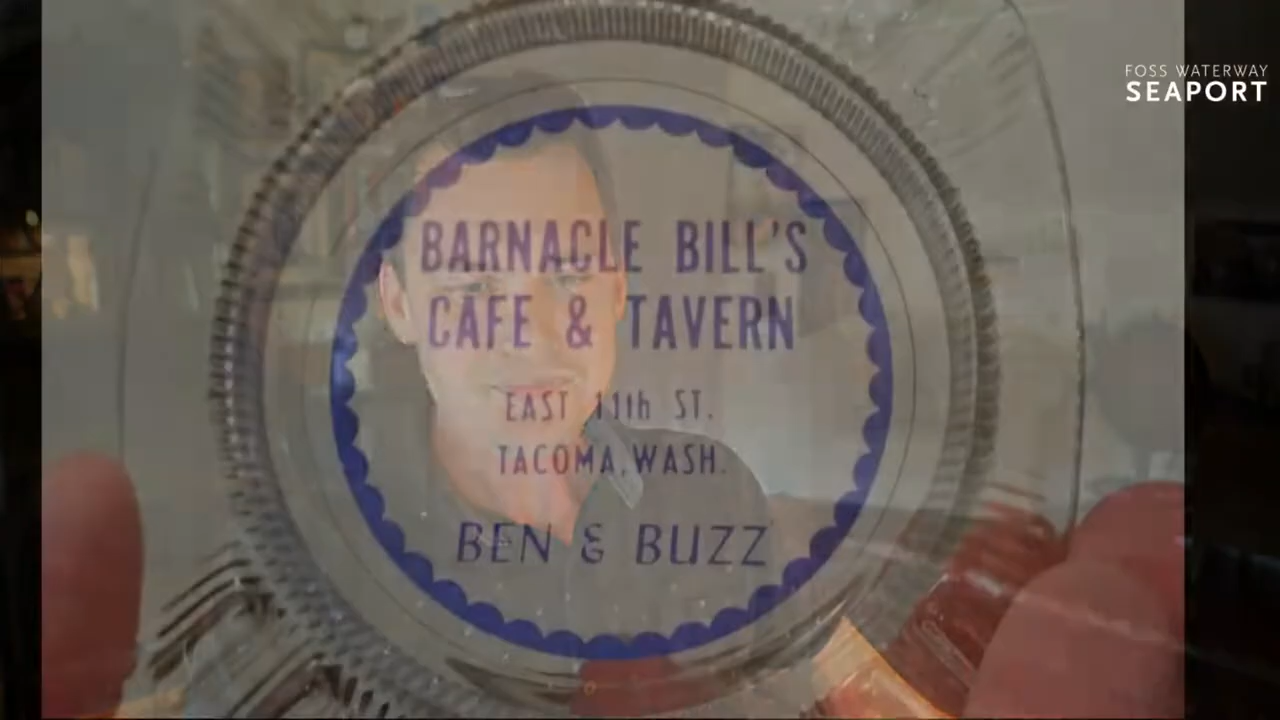 FOSS WATERWAY
SEAPORT
BARNACLE BILL'S
CAFE & TAVERN
EAST 11th ST.
TACOMA, WASH.
BEN & BUZZ